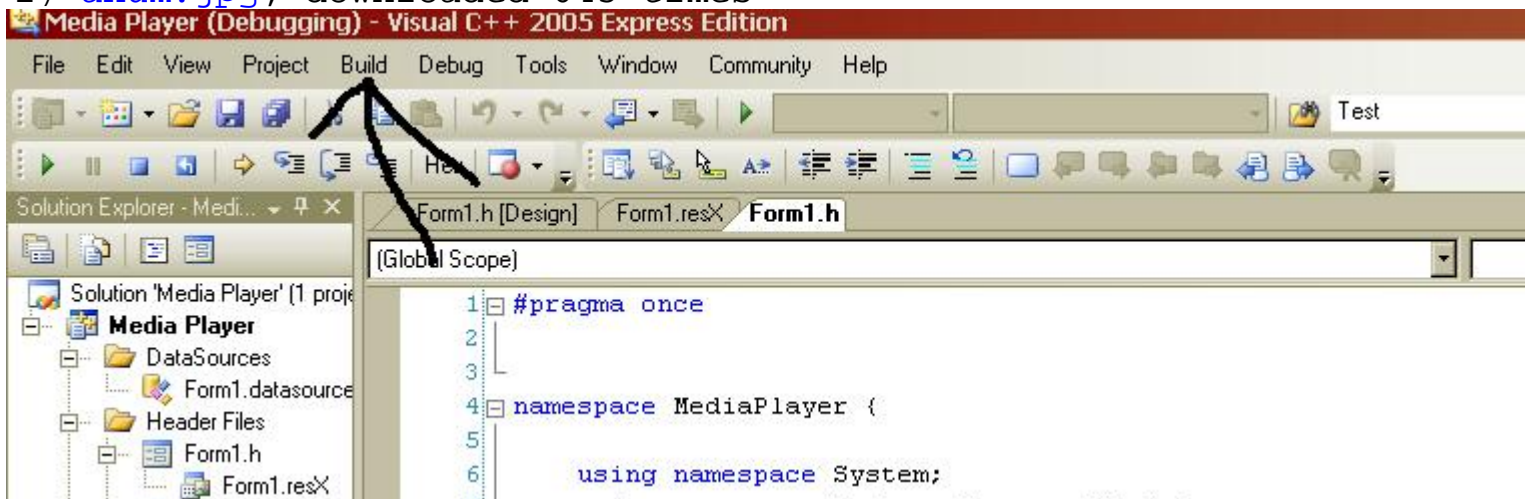 Media Player (Debugging) - Visual C++ 2005 Express Edition
File Edit View Project Build Debug Tools Window Community Help
Test
Solution Explorer - Medi...
Form1.h [Design] Form1.resX Form1.h
(Global Scope)
Solution 'Media Player' (1 proje
Media Player
DataSources
Form1.datasource
Header Files
Form1.h
Form1.resX
1 #pragma once
2
3
4 namespace MediaPlayer {
5
6 using namespace System;